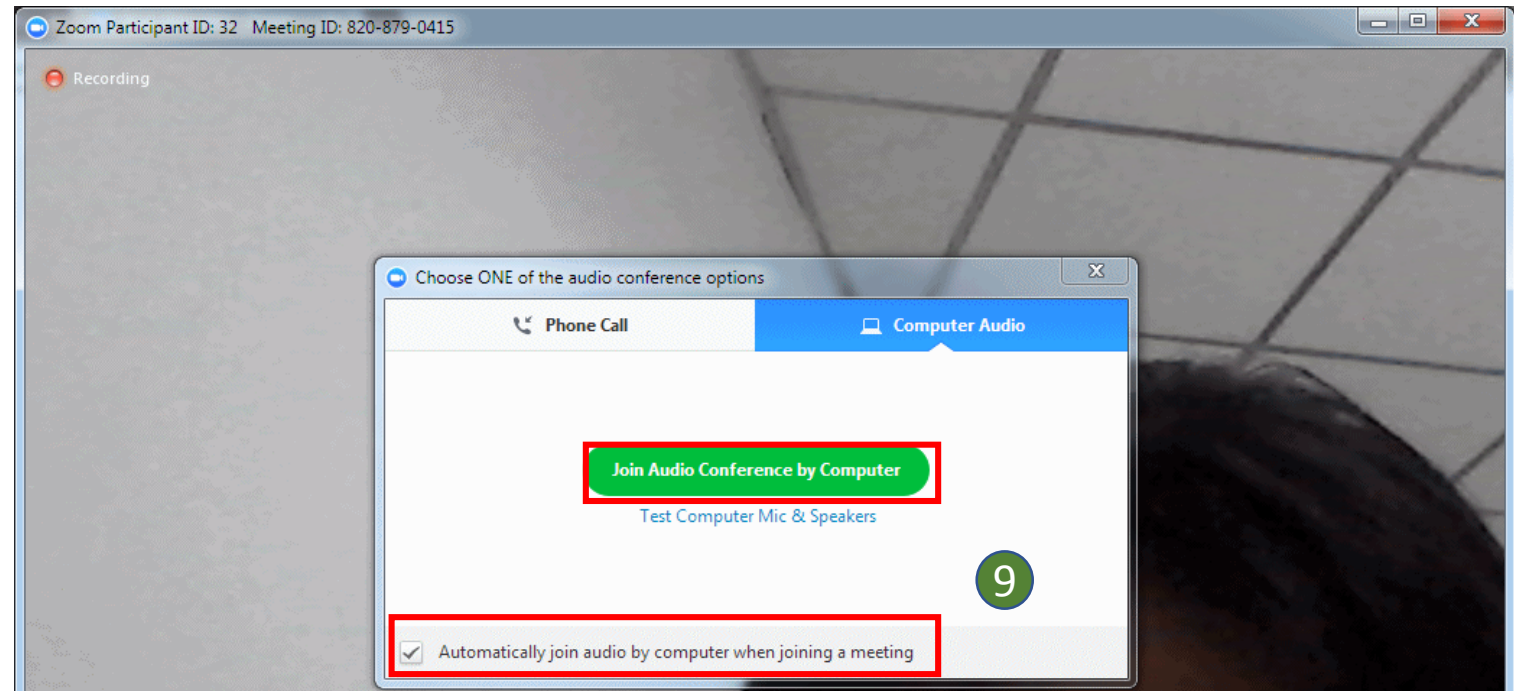 Zoom Participant ID: 32 Meeting ID: 820-879-0415
Recording
Choose ONE of the audio conference options
Phone Call
Computer Audio
Join Audio Conference by Computer
Test Computer Mic & Speakers
9
Automatically join audio by computer when joining a meeting